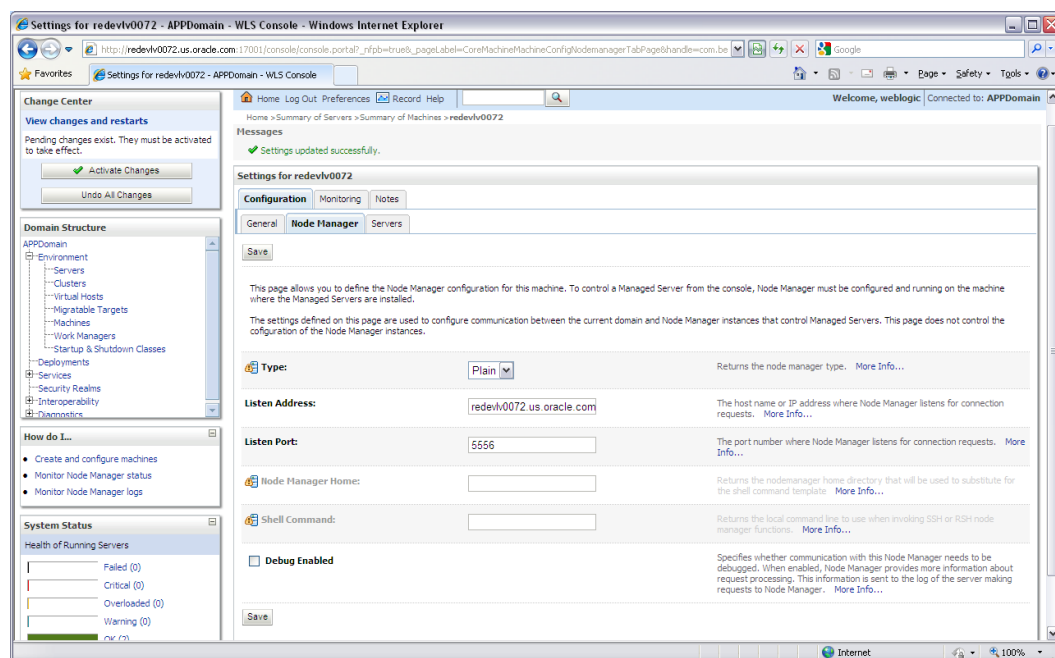 Settings for redevlv0072 - APPDomain - WLS Console - Windows Internet Explorer
http://redevlv0072.us.oracle.com:17001/console/console.portal?_nfpb=true&_pageLabel=CoreMachineMachineConfigNodemanagerTabPage&handle=com.be
Google
Favorites
Settings for redevlv0072 - APPDomain - WLS Console
Page
Safety
Tools
Change Center
View changes and restarts
Pending changes exist. They must be activated
to take effect.
Activate Changes
Undo All Changes
Domain Structure
APPDomain
Environment
Servers
Clusters
Virtual Hosts
Migratable Targets
Machines
Work Managers
Startup & Shutdown Classes
Deployments
Services
Security Realms
Interoperability
Diagnostics
How do I...
Create and configure machines
Monitor Node Manager status
Monitor Node Manager logs
System Status
Health of Running Servers
Failed (0)
Critical (0)
Overloaded (0)
Warning (0)
OK (2)
Home Log Out Preferences Record Help
Welcome, weblogic Connected to: APPDomain
Home >Summary of Servers >Summary of Machines >redevlv0072
Messages
Settings updated successfully.
Settings for redevlv0072
Configuration Monitoring Notes
General Node Manager Servers
Save
This page allows you to define the Node Manager configuration for this machine. To control a Managed Server from the console, Node Manager must be configured and running on the machine
where the Managed Servers are installed.
The settings defined on this page are used to configure communication between the current domain and Node Manager instances that control Managed Servers. This page does not control the
cofiguration of the Node Manager instances.
Type:
Plain
Returns the node manager type. More Info...
Listen Address:
redevlv0072.us.oracle.com
The host name or IP address where Node Manager listens for connection
requests. More Info...
Listen Port:
5556
The port number where Node Manager listens for connection requests. More
Info...
Node Manager Home:
Returns the nodemanager home directory that will be used to substitute for
the shell command template More Info...
Shell Command:
Returns the local command line to use when invoking SSH or RSH node
manager functions. More Info...
Debug Enabled
Specifies whether communication with this Node Manager needs to be
debugged. When enabled, Node Manager provides more information about
request processing. This information is sent to the log of the server making
requests to Node Manager. More Info...
Save
Internet
100%